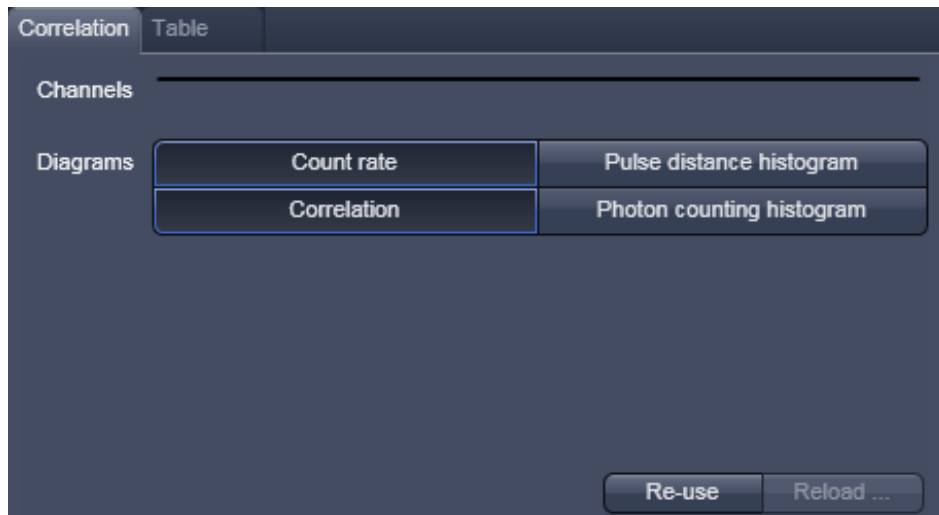 Correlation Table
Channels
Diagrams Count rate Pulse distance histogram
Correlation Photon counting histogram
Re-use Reload ...